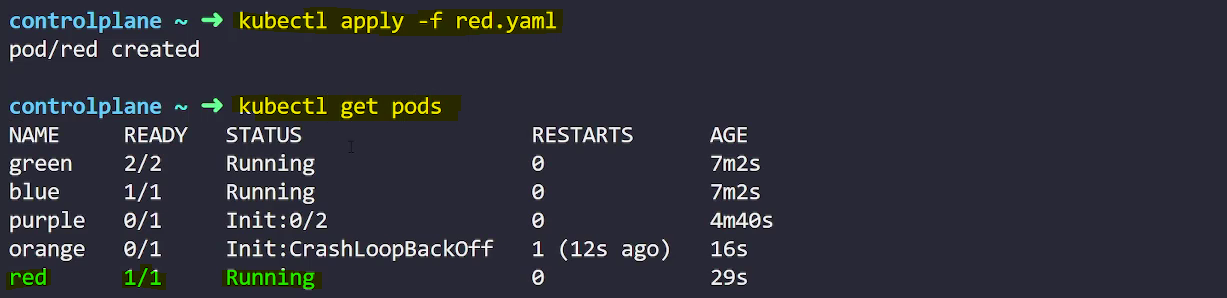 controlplane ~ ➜ kubectl apply -f red.yaml
pod/red created
controlplane ~ ➜ kubectl get pods
NAME READY STATUS RESTARTS AGE
green 2/2 Running 0 7m2s
blue 1/1 Running 0 7m2s
purple 0/1 Init:0/2 0 4m40s
orange 0/1 Init:CrashLoopBackOff 1 (12s ago) 16s
red 1/1 Running 0 29s